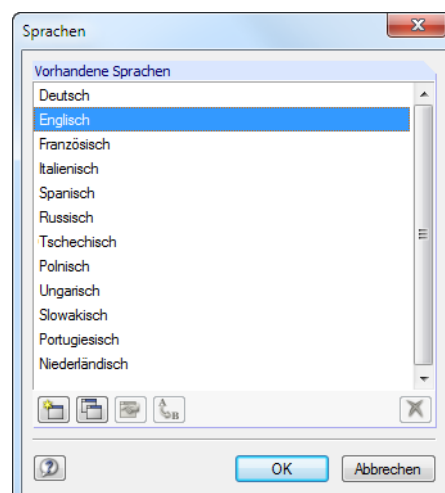 Sprachen
Vorhandene Sprachen
Deutsch
Englisch
Französisch
Italienisch
Spanisch
Russisch
Tschechisch
Polnisch
Ungarisch
Slowakisch
Portugiesisch
Niederländisch
OK
Abbrechen